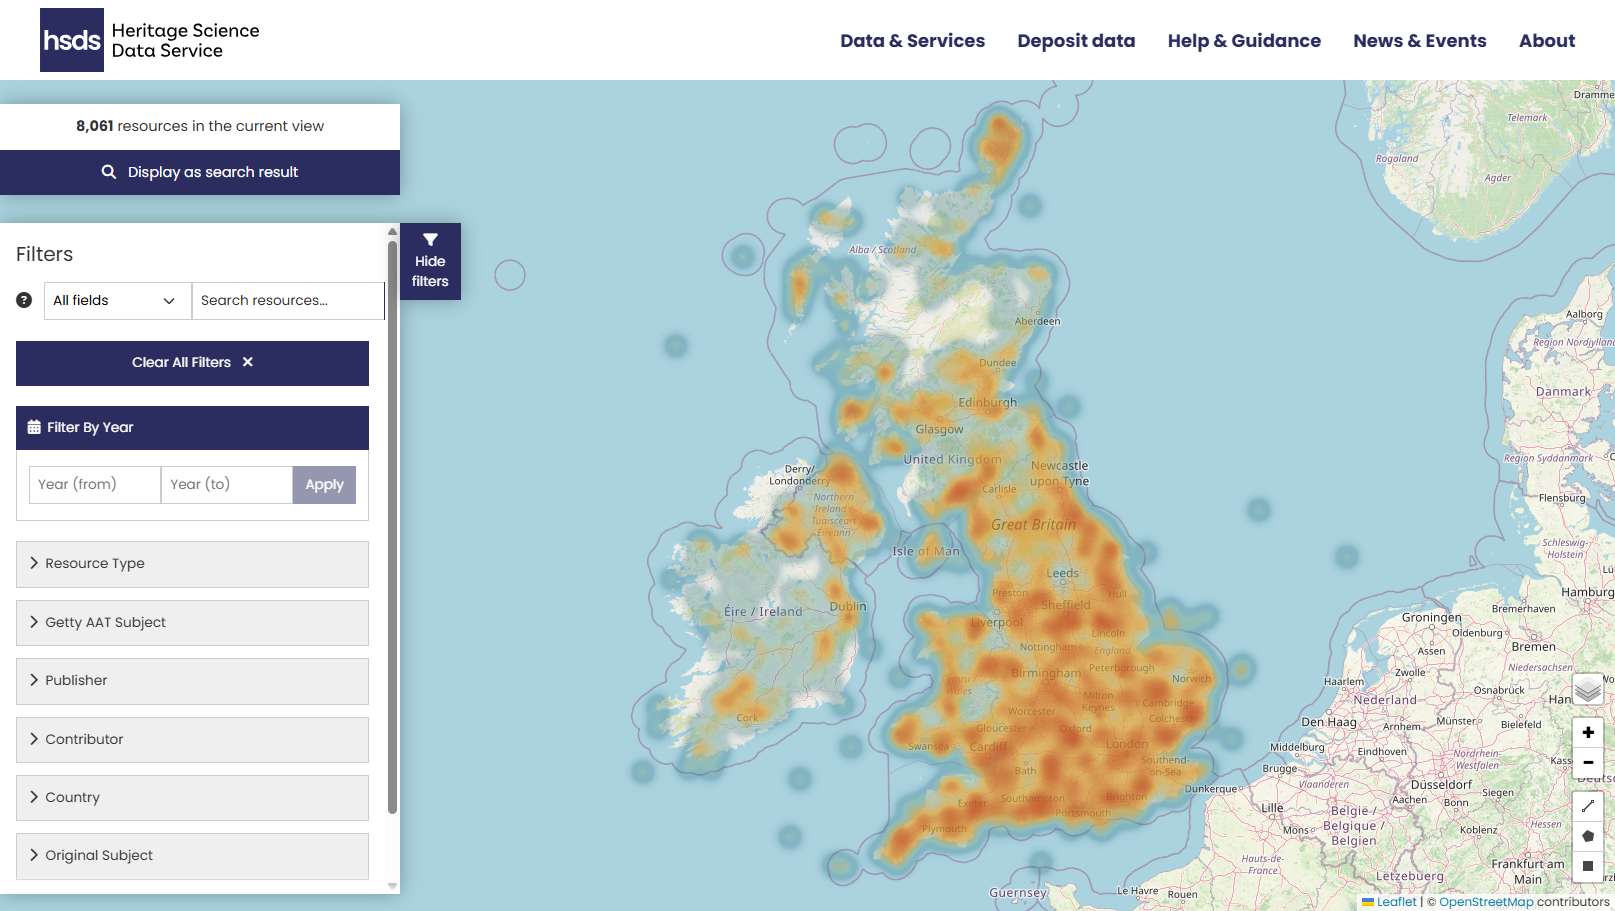 hsds Heritage Science
Data Service
Data & Services
Deposit data
Help & Guidance
News & Events
About
8,061 resources in the current view
Display as search result
Filters
All fields
Search resources...
Clear All Filters ×
Filter By Year
Year (from)
Year (to)
Apply
Resource Type
Getty AAT Subject
Publisher
Contributor
Country
Original Subject
Hide
filters
Alba / Scotland
Aberdeen
Dundee
Edinburgh
Glasgow
United Kingdom
Newcastle
upon Tyne
Carlisle
Derry/
Londonderry
Northern
Ireland /
Tuaisceart
Éireann
Great Britain
Isle of Man
Leeds
Preston
Hull
Sheffield
Liverpool
Lincoln
Nottingham
England
Peterborough
Norwich
Birmingham
Cymru /
Wales
Milton
Keynes
Cambridge
Colchester
Worcester
Gloucester
Oxford
Swansea
Cardiff
London
Bath
Southend-
on-Sea
Exeter
Southampton
Brighton
Portsmouth
Plymouth
Éire / Ireland
Dublin
Cork
Guernsey
Dramme
Telemark
Rogaland
Agder
Aalborg
Region Nordjylland
Danmark
Region Syddanmark
Flensburg
Schleswig-
Holstein
Lü
Hamburg
Bremerhaven
Groningen
Oldenburg
Bremen
Assen
Niedersachsen
Zwolle
Haarlem
Nederland
Osnabrück
Han
Wo
Den Haag
Arnhem
Münster
Bielefeld
Middelburg
Eindhoven
Nordrhein-
Westfalen
Kass
Deutsc
Brugge
Vlaanderen
Düsseldorf
Dunkerque
Aachen
Bonn
Siegen
Lille
België /
Belgique /
Belgien
Mons
Koblenz
Hessen
Hauts-de-
France
Frankfurt am
Main
Lëtzebuerg
Le Havre
Rouen
+
−
Leaflet | © OpenStreetMap contributors